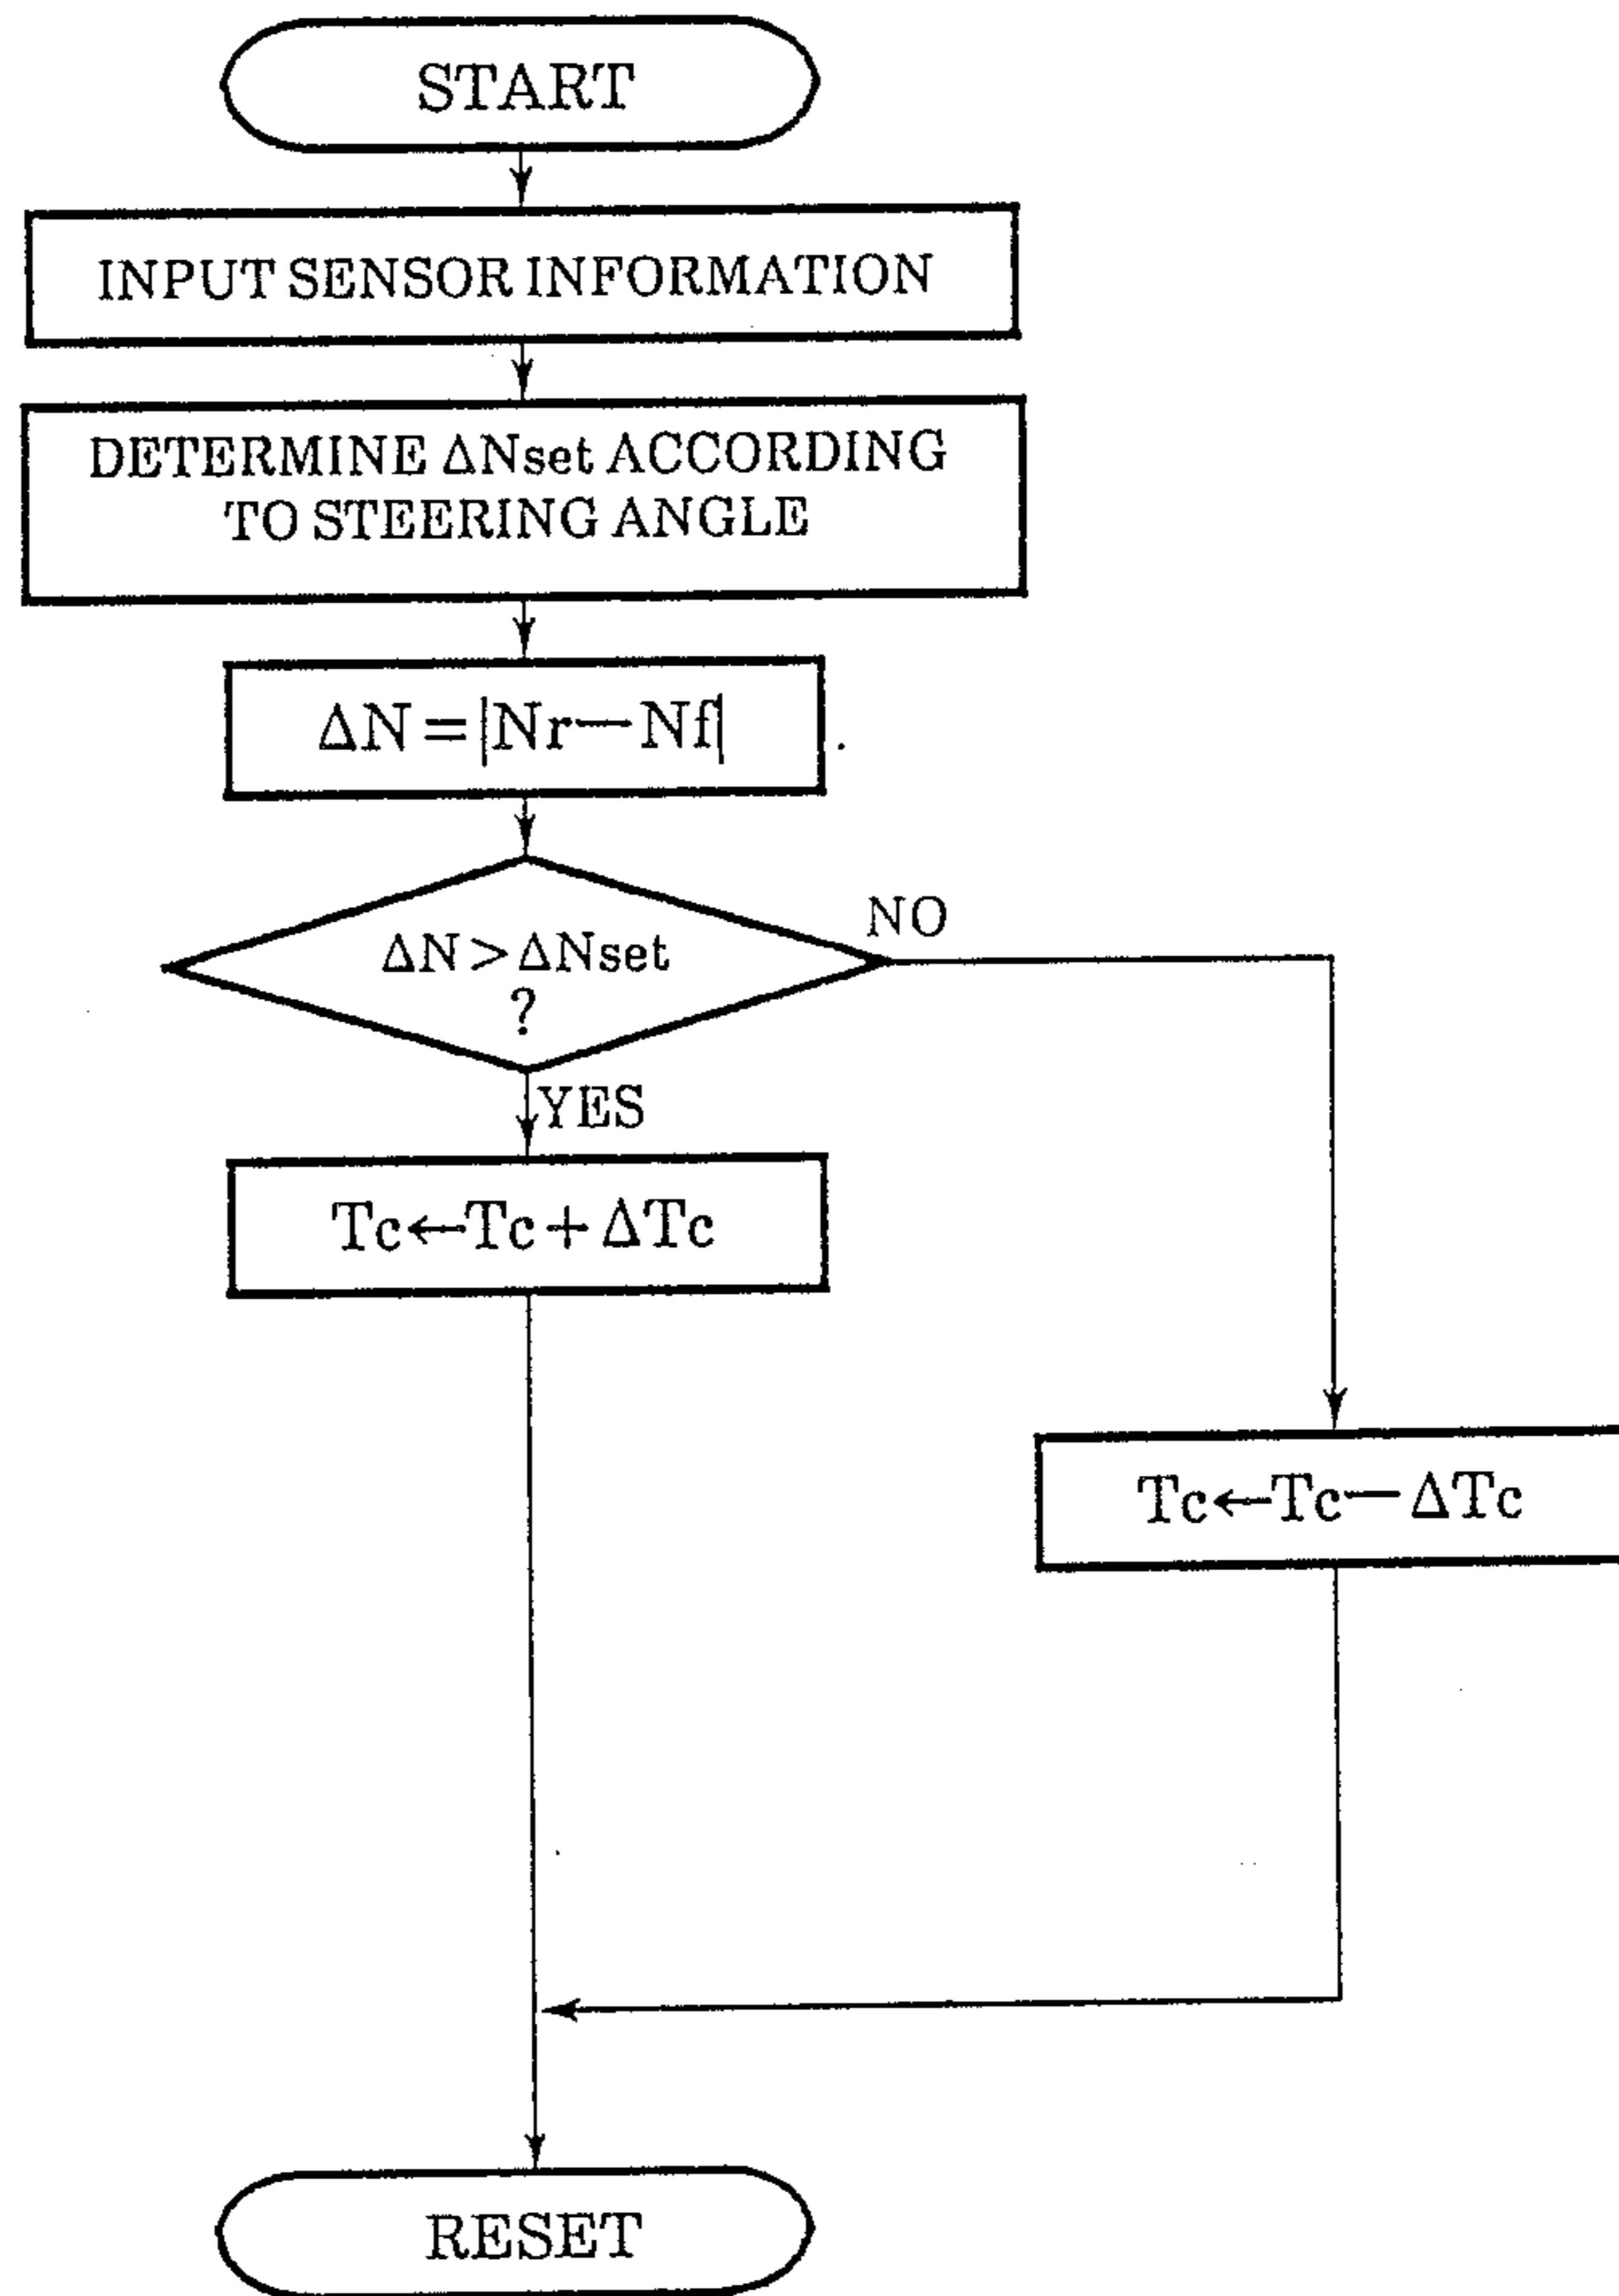 START
INPUT SENSOR INFORMATION
DETERMINE ΔNset ACCORDING
TO STEERING ANGLE
ΔN=|Nr—Nf|
ΔN>ΔNset
?
NO
YES
Tc←Tc+ΔTc
Tc←Tc—ΔTc
RESET